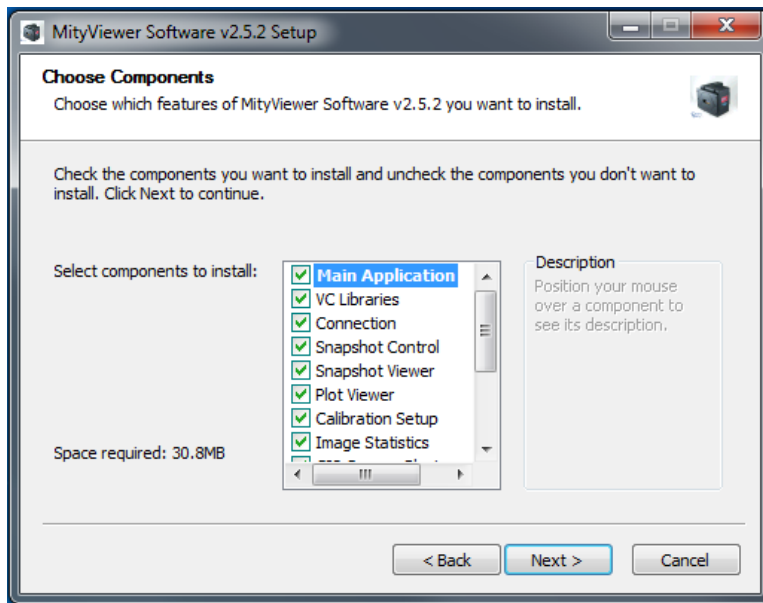 MityViewer Software v2.5.2 Setup
Choose Components
Choose which features of MityViewer Software v2.5.2 you want to install.
Check the components you want to install and uncheck the components you don't want to
install. Click Next to continue.
Select components to install:
Main Application
VC Libraries
Connection
Snapshot Control
Snapshot Viewer
Plot Viewer
Calibration Setup
Image Statistics
Description
Position your mouse
over a component to
see its description.
Space required: 30.8MB
< Back
Next >
Cancel